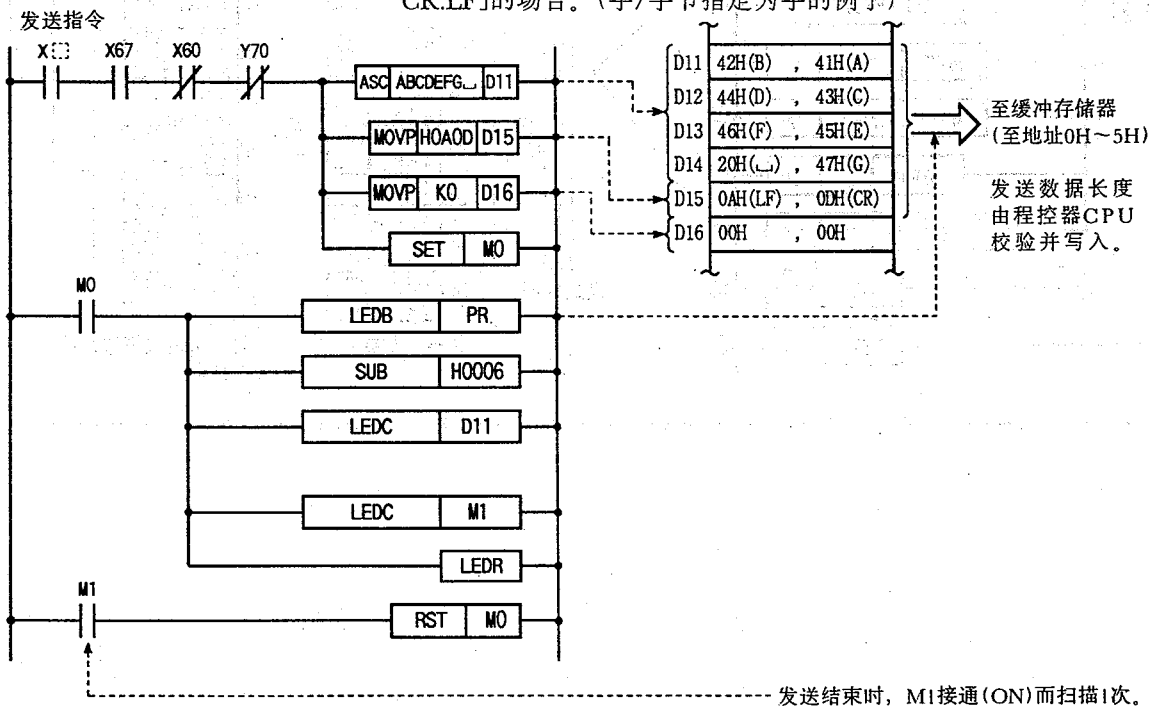 CR.LF」的场合。(字/字节指定为字的例子)
发送指令
X X67 X60 Y70
ASC ABCDEFG␣ D11
MOVP H0A0D D15
MOVP K0 D16
SET M0
D11 42H(B) , 41H(A)
D12 44H(D) , 43H(C)
D13 46H(F) , 45H(E)
D14 20H(␣) , 47H(G)
D15 0AH(LF) , 0DH(CR)
D16 00H , 00H
至缓冲存储器
(至地址0H～5H)
发送数据长度
由程控器CPU
校验并写入。
M0
LEDB PR
SUB H0006
LEDC D11
LEDC M1
LEDR
M1
RST M0
发送结束时，M1接通(ON)而扫描1次。